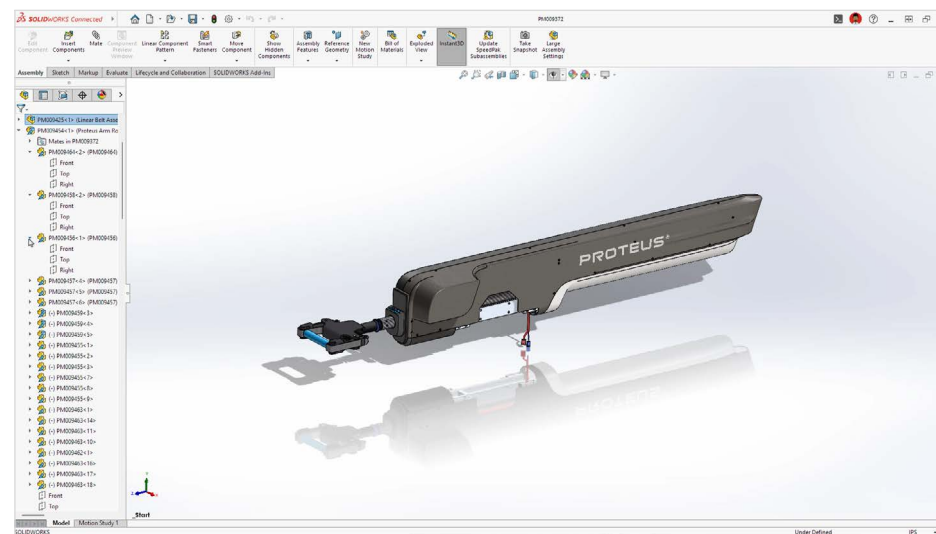 SOLIDWORKS Connected
PM009372
Edit Component
Insert Components
Mate
Component Preview Window
Linear Component Pattern
Smart Fasteners
Move Component
Show Hidden Components
Assembly Features
Reference Geometry
New Motion Study
Bill of Materials
Exploded View
Instant3D
Update SpeedPak Subassemblies
Take Snapshot
Large Assembly Settings
Assembly
Sketch
Markup
Evaluate
Lifecycle and Collaboration
SOLIDWORKS Add-Ins
PM009425<1> (Linear Belt Asse
PM009454<1> (Proteus Arm Ro
Mates in PM009372
PM009464<2> (PM009464)
Front
Top
Right
PM009458<2> (PM009458)
Front
Top
Right
PM009456<1> (PM009456)
Front
Top
Right
PM009457<4> (PM009457)
PM009457<5> (PM009457)
PM009457<6> (PM009457)
(-) PM009459<3>
(-) PM009459<4>
(-) PM009459<5>
(-) PM009455<1>
(-) PM009455<2>
(-) PM009455<3>
(-) PM009455<7>
(-) PM009455<8>
(-) PM009455<9>
(-) PM009463<1>
(-) PM009463<14>
(-) PM009463<11>
(-) PM009463<10>
(-) PM009462<1>
(-) PM009463<16>
(-) PM009463<17>
(-) PM009463<18>
Front
Top
PROTEUS
_Start
Model
Motion Study 1
SOLIDWORKS
Under Defined
IPS